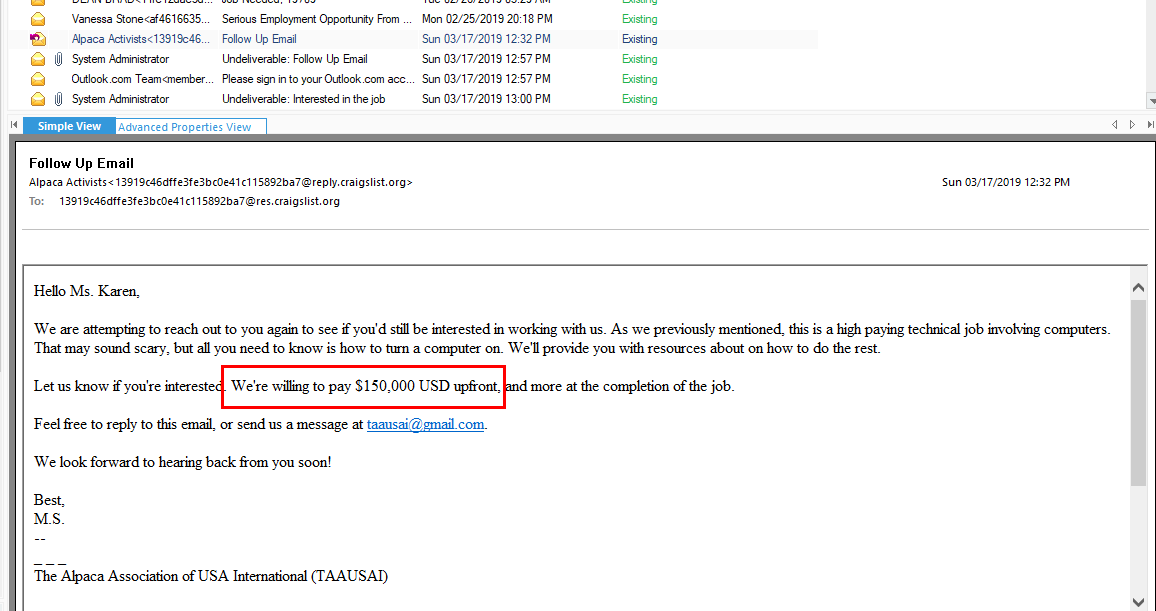 Vanessa Stone<af4616635... Serious Employment Opportunity From ... Mon 02/25/2019 20:18 PM Existing
Alpaca Activists<13919c46... Follow Up Email Sun 03/17/2019 12:32 PM Existing
System Administrator Undeliverable: Follow Up Email Sun 03/17/2019 12:57 PM Existing
Outlook.com Team<member... Please sign in to your Outlook.com acc... Sun 03/17/2019 12:57 PM Existing
System Administrator Undeliverable: Interested in the job Sun 03/17/2019 13:00 PM Existing
Simple View Advanced Properties View
Follow Up Email
Alpaca Activists<13919c46dffe3fe3bc0e41c115892ba7@reply.craigslist.org> Sun 03/17/2019 12:32 PM
To: 13919c46dffe3fe3bc0e41c115892ba7@res.craigslist.org
Hello Ms. Karen,
We are attempting to reach out to you again to see if you'd still be interested in working with us. As we previously mentioned, this is a high paying technical job involving computers.
That may sound scary, but all you need to know is how to turn a computer on. We'll provide you with resources about on how to do the rest.
Let us know if you're interested. We're willing to pay $150,000 USD upfront, and more at the completion of the job.
Feel free to reply to this email, or send us a message at taausai@gmail.com.
We look forward to hearing back from you soon!
Best,
M.S.
--
_ _ _
The Alpaca Association of USA International (TAAUSAI)